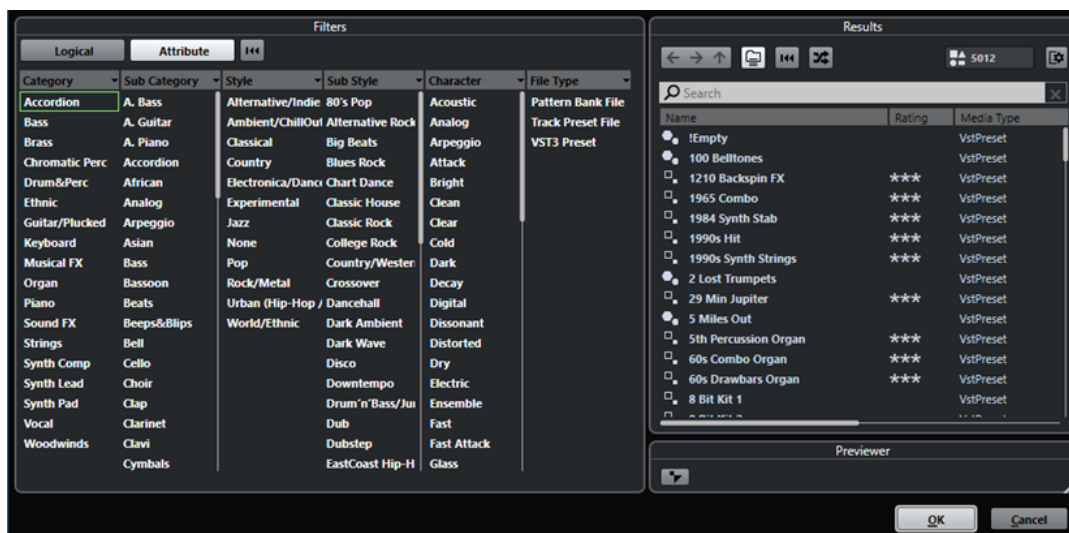 Filters
Logical Attribute
Category Sub Category Style Sub Style Character File Type
Accordion A. Bass Alternative/Indie 80's Pop Acoustic Pattern Bank File
Bass A. Guitar Ambient/ChillOut Alternative Rock Analog Track Preset File
Brass A. Piano Classical Big Beats Arpeggio VST3 Preset
Chromatic Perc Accordion Country Blues Rock Attack
Drum&Perc African Electronica/Danc Chart Dance Bright
Ethnic Analog Experimental Classic House Clean
Guitar/Plucked Arpeggio Jazz Classic Rock Clear
Keyboard Asian None College Rock Cold
Musical FX Bass Pop Country/Wester Dark
Organ Bassoon Rock/Metal Crossover Decay
Piano Beats Urban (Hip-Hop / Dancehall Digital
Sound FX Beeps&Blips World/Ethnic Dark Ambient Dissonant
Strings Bell Dark Wave Distorted
Synth Comp Cello Disco Dry
Synth Lead Choir Downtempo Electric
Synth Pad Clap Drum´n´Bass/Ju Ensemble
Vocal Clarinet Dub Fast
Woodwinds Clavi Dubstep Fast Attack
Cymbals EastCoast Hip-H Glass
Results
5012
Search
Name Rating Media Type
!Empty VstPreset
100 Belltones VstPreset
1210 Backspin FX *** VstPreset
1965 Combo *** VstPreset
1984 Synth Stab *** VstPreset
1990s Hit *** VstPreset
1990s Synth Strings *** VstPreset
2 Lost Trumpets VstPreset
29 Min Jupiter *** VstPreset
5 Miles Out VstPreset
5th Percussion Organ *** VstPreset
60s Combo Organ *** VstPreset
60s Drawbars Organ *** VstPreset
8 Bit Kit 1 VstPreset
Previewer
OK Cancel